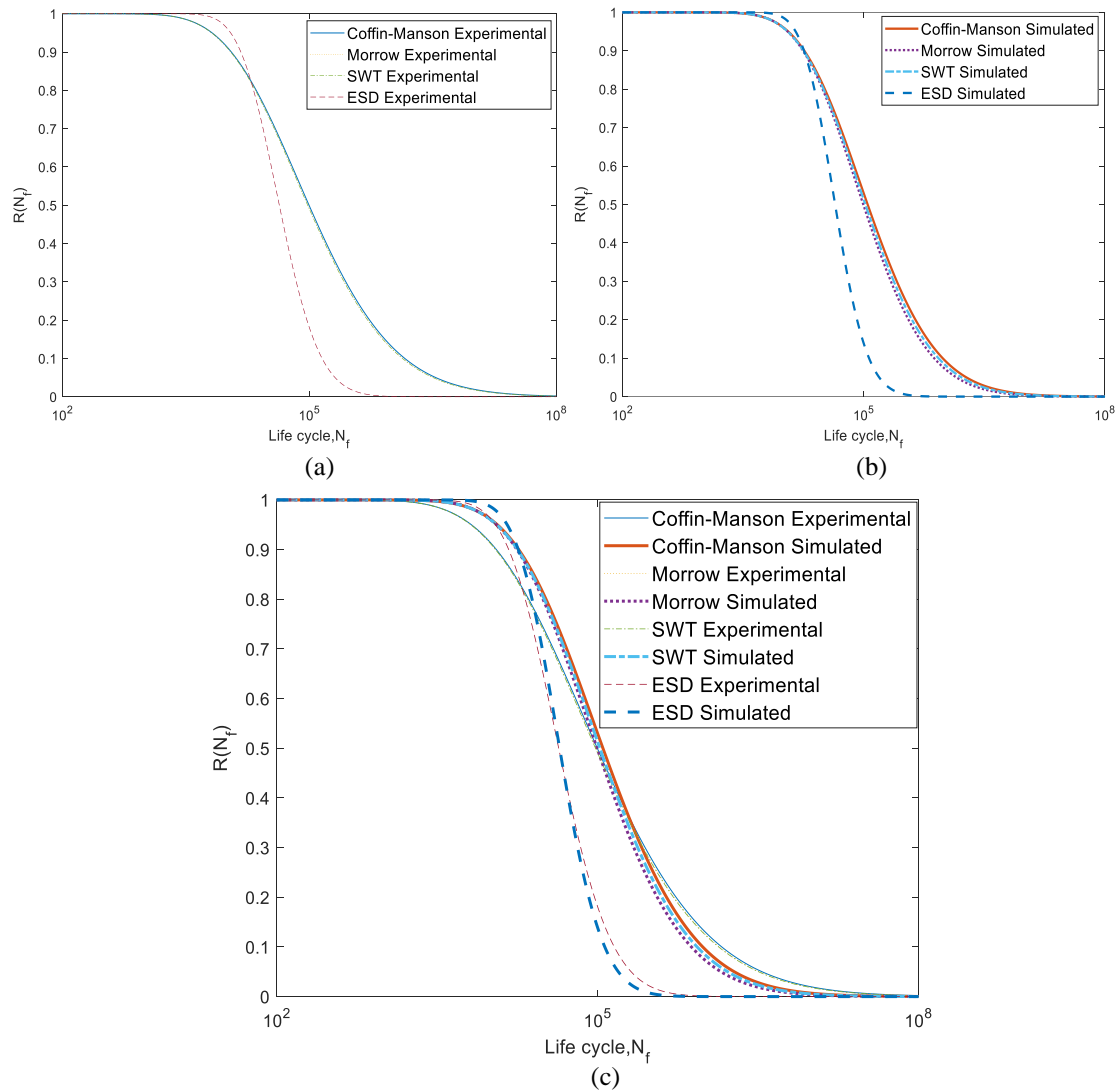 1
0.9
0.8
0.7
0.6
0.5
0.4
0.3
0.2
0.1
0
R(N_f)
10^2
10^5
10^8
Life cycle,N_f
Coffin-Manson Experimental
Morrow Experimental
SWT Experimental
ESD Experimental
(a)
1
0.9
0.8
0.7
0.6
0.5
0.4
0.3
0.2
0.1
0
R(N_f)
10^2
10^5
10^8
Life cycle,N_f
Coffin-Manson Simulated
Morrow Simulated
SWT Simulated
ESD Simulated
(b)
1
0.9
0.8
0.7
0.6
0.5
0.4
0.3
0.2
0.1
0
R(N_f)
10^2
10^5
10^8
Life cycle,N_f
Coffin-Manson Experimental
Coffin-Manson Simulated
Morrow Experimental
Morrow Simulated
SWT Experimental
SWT Simulated
ESD Experimental
ESD Simulated
(c)